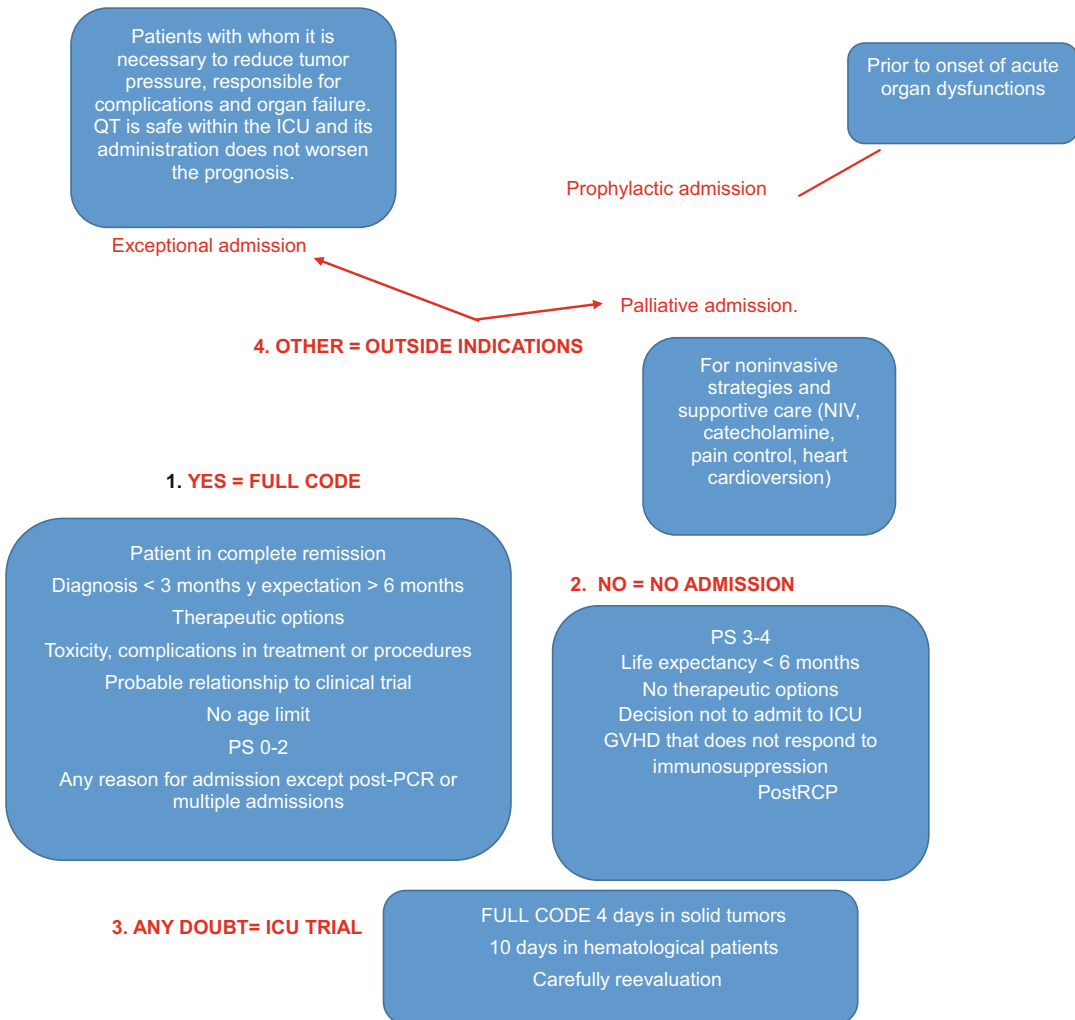 Patients with whom it is
necessary to reduce tumor
pressure, responsible for
complications and organ failure.
QT is safe within the ICU and its
administration does not worsen
the prognosis.
Prior to onset of acute
organ dysfunctions
Prophylactic admission
Exceptional admission
Palliative admission.
4. OTHER = OUTSIDE INDICATIONS
For noninvasive
strategies and
supportive care (NIV,
catecholamine,
pain control, heart
cardioversion)
1. YES = FULL CODE
Patient in complete remission
Diagnosis < 3 months y expectation > 6 months
Therapeutic options
Toxicity, complications in treatment or procedures
Probable relationship to clinical trial
No age limit
PS 0-2
Any reason for admission except post-PCR or
multiple admissions
2. NO = NO ADMISSION
PS 3-4
Life expectancy < 6 months
No therapeutic options
Decision not to admit to ICU
GVHD that does not respond to
immunosuppression
PostRCP
3. ANY DOUBT= ICU TRIAL
FULL CODE 4 days in solid tumors
10 days in hematological patients
Carefully reevaluation